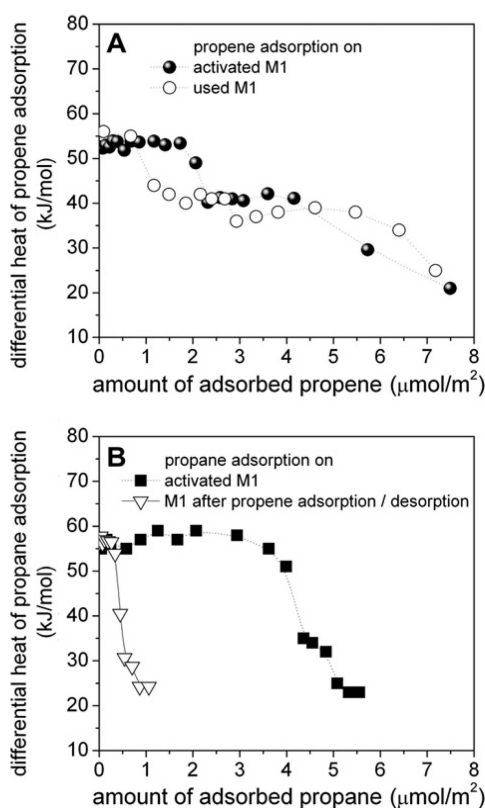 A
propene adsorption on
activated M1
used M1
differential heat of propene adsorption
(kJ/mol)
80
70
60
50
40
30
20
10
0 1 2 3 4 5 6 7 8
amount of adsorbed propene (μmol/m²)
B
propane adsorption on
activated M1
M1 after propene adsorption / desorption
differential heat of propane adsorption
(kJ/mol)
80
70
60
50
40
30
20
10
0 1 2 3 4 5 6 7 8
amount of adsorbed propane (μmol/m²)